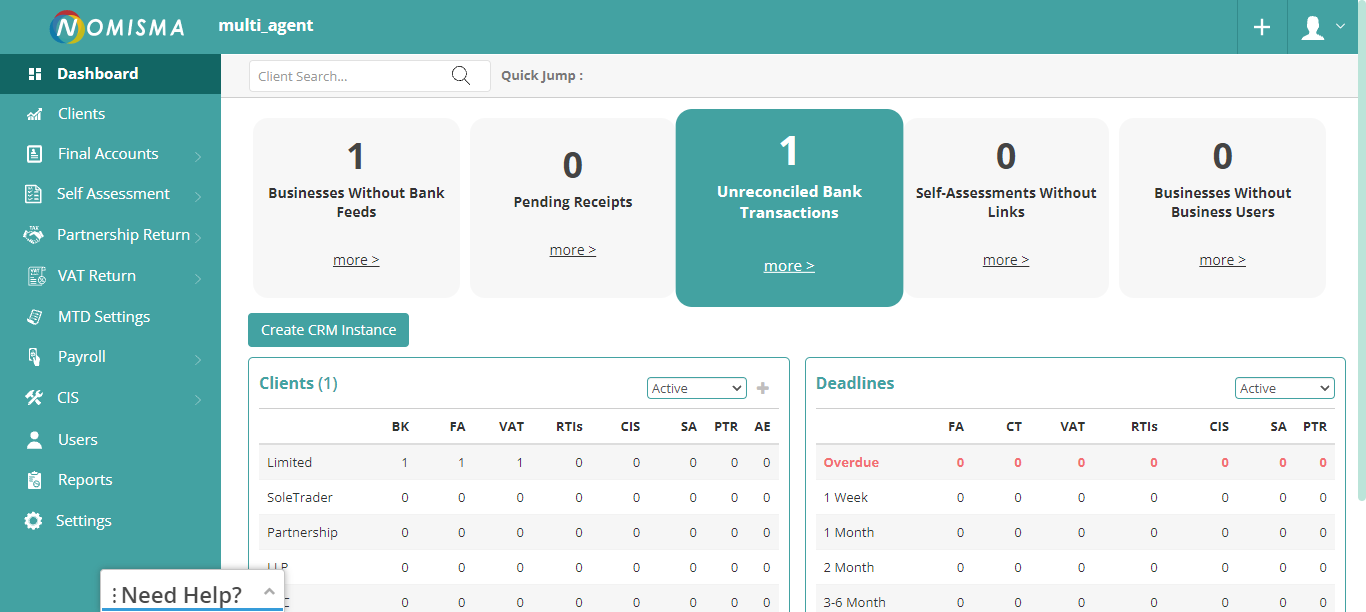 NOMISMA multi_agent
Dashboard
Clients
Final Accounts
Self Assessment
Partnership Return
VAT Return
MTD Settings
Payroll
CIS
Users
Reports
Settings
Client Search... Quick Jump :
1
Businesses Without Bank
Feeds
more >
0
Pending Receipts
more >
1
Unreconciled Bank
Transactions
more >
0
Self-Assessments Without
Links
more >
0
Businesses Without
Business Users
more >
Create CRM Instance
Clients (1) Active
BK FA VAT RTIs CIS SA PTR AE
Limited 1 1 1 0 0 0 0 0
SoleTrader 0 0 0 0 0 0 0 0
Partnership 0 0 0 0 0 0 0 0
LLP 0 0 0 0 0 0 0 0
C 0 0 0 0 0 0 0 0
Deadlines Active
FA CT VAT RTIs CIS SA PTR
Overdue 0 0 0 0 0 0 0
1 Week 0 0 0 0 0 0 0
1 Month 0 0 0 0 0 0 0
2 Month 0 0 0 0 0 0 0
3-6 Month 0 0 0 0 0 0 0
Need Help?